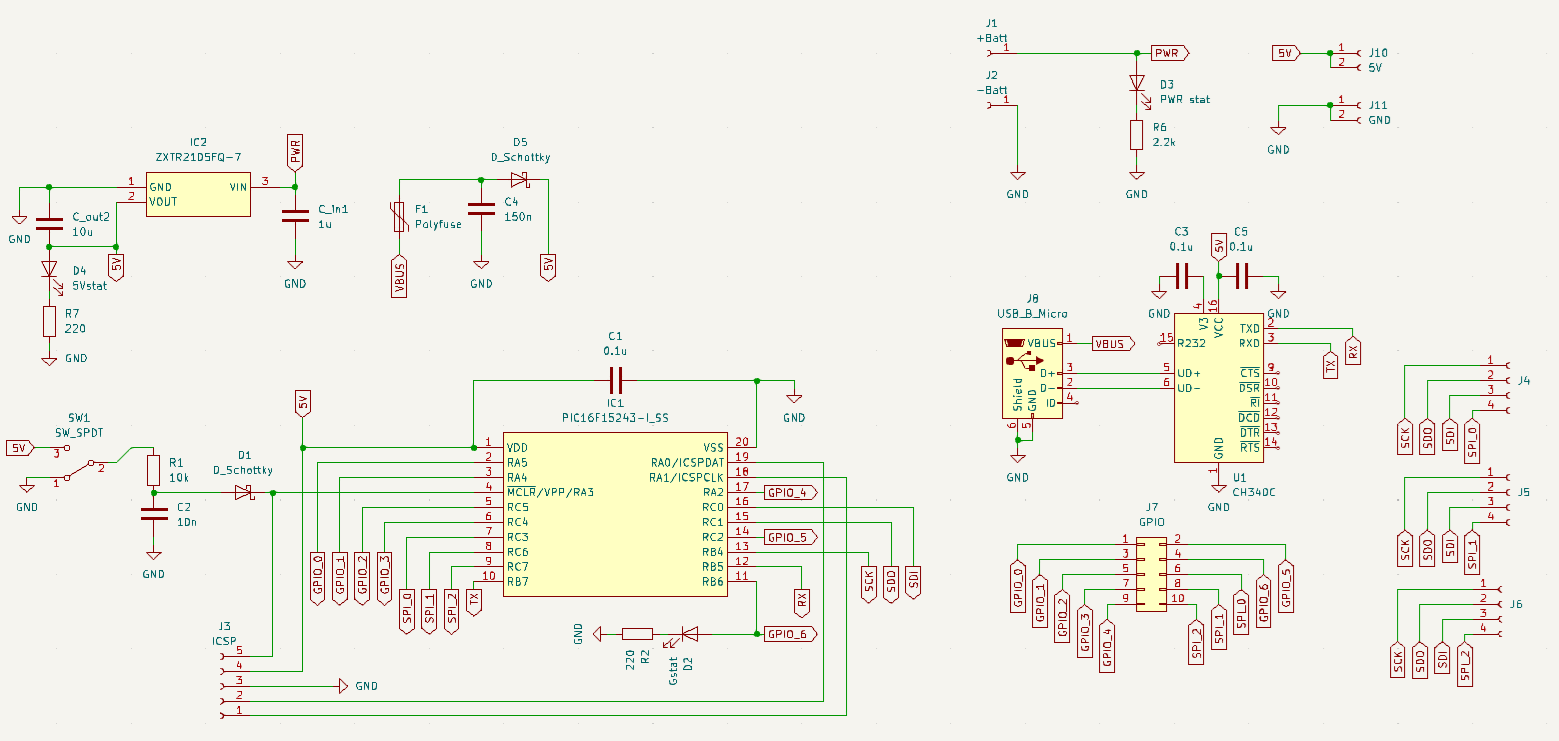 J1
+Batt
1
PWR
J2
-Batt
1
GND
D3
PWR stat
R6
2.2k
GND
5V
1
2
J10
5V
1
2
J11
GND
GND
IC2
ZXTR2105FQ-7
1
GND
2
VOUT
VIN
3
PWR
C_out2
10u
GND
5V
D4
5Vstat
R7
220
GND
C_in1
1u
GND
D5
D_Schottky
F1
Polyfuse
VBUS
C4
150n
GND
5V
J8
USB_B_Micro
VBUS
1
VBUS
D+
3
D-
2
ID
4
Shield
GND
6
5
GND
C3
0.1u
5V
C5
0.1u
GND
GND
4
16
V3
VCC
TXD
2
RXD
3
15
R232
5
UD+
6
UD-
CTS
9
DSR
10
RI
11
DCD
12
DTR
13
RTS
14
GND
1
U1
CH340C
GND
TX
RX
SW1
SW_SPDT
5V
3
2
1
GND
R1
10k
C2
10n
GND
D1
D_Schottky
5V
C1
0.1u
GND
IC1
PIC16F15243-I_SS
1
VDD
2
RA5
3
RA4
4
MCLR/VPP/RA3
5
RC5
6
RC4
7
RC3
8
RC6
9
RC7
10
RB7
VSS
20
RA0/ICSPDAT
19
RA1/ICSPCLK
18
RA2
17
RC0
16
RC1
15
RC2
14
RB4
13
RB5
12
RB6
11
GPIO_4
GPIO_5
GPIO_6
GPIO_0
GPIO_1
GPIO_2
GPIO_3
SPI_0
SPI_1
SPI_2
TX
RX
SCK
SDO
SDI
GND
220
R2
Gstat
D2
J3
ICSP
5
4
3
2
1
GND
J7
GPIO
1
3
5
7
9
2
4
6
8
10
GPIO_0
GPIO_1
GPIO_2
GPIO_3
GPIO_4
SPI_2
SPI_1
SPI_0
GPIO_6
GPIO_5
1
2
3
4
J4
SCK
SDO
SDI
SPI_0
1
2
3
4
J5
SCK
SDO
SDI
SPI_1
1
2
3
4
J6
SCK
SDO
SDI
SPI_2